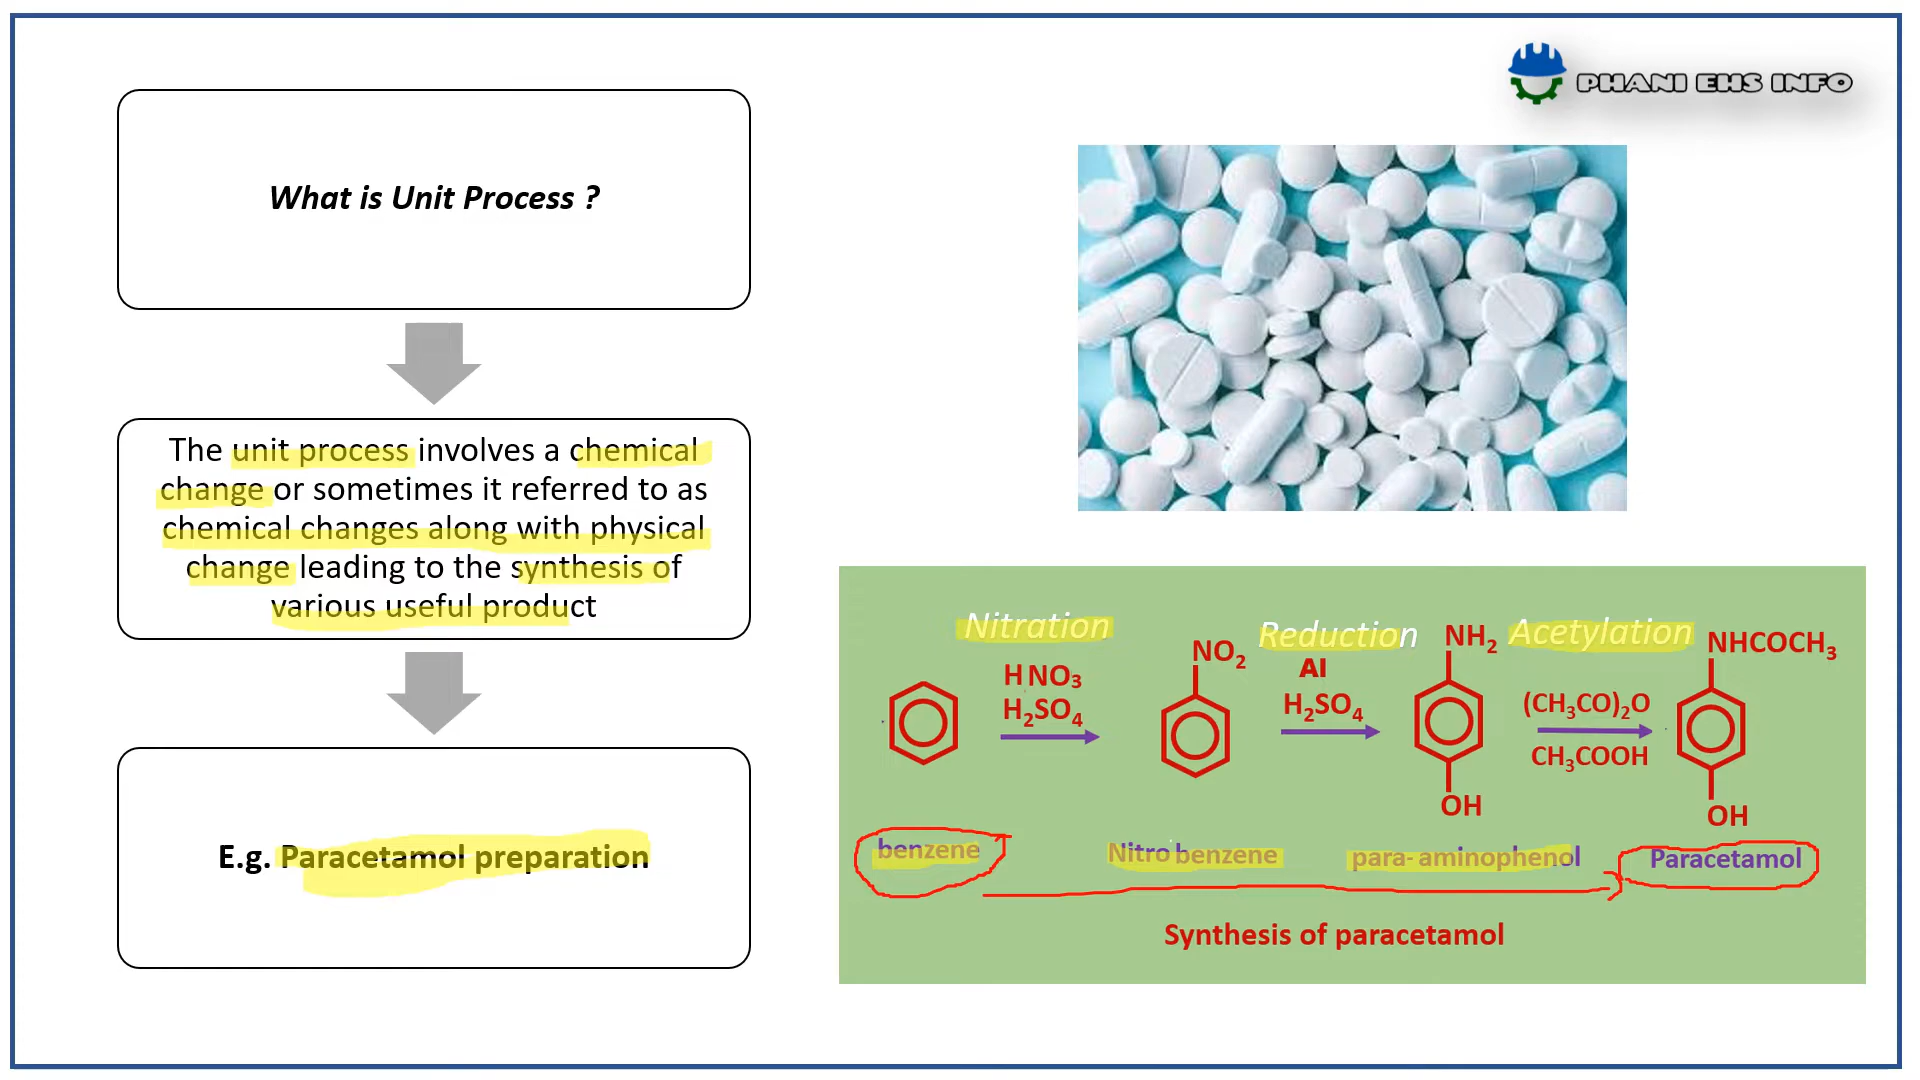 PHANI EHS INFO
What is Unit Process ?
The unit process involves a chemical
change or sometimes it referred to as
chemical changes along with physical
change leading to the synthesis of
various useful product
E.g. Paracetamol preparation
Nitration
Reduction
Acetylation
HNO3
H2SO4
NO2
Al
H2SO4
NH2
OH
(CH3CO)2O
CH3COOH
NHCOCH3
OH
benzene
Nitro benzene
para-aminophenol
Paracetamol
Synthesis of paracetamol